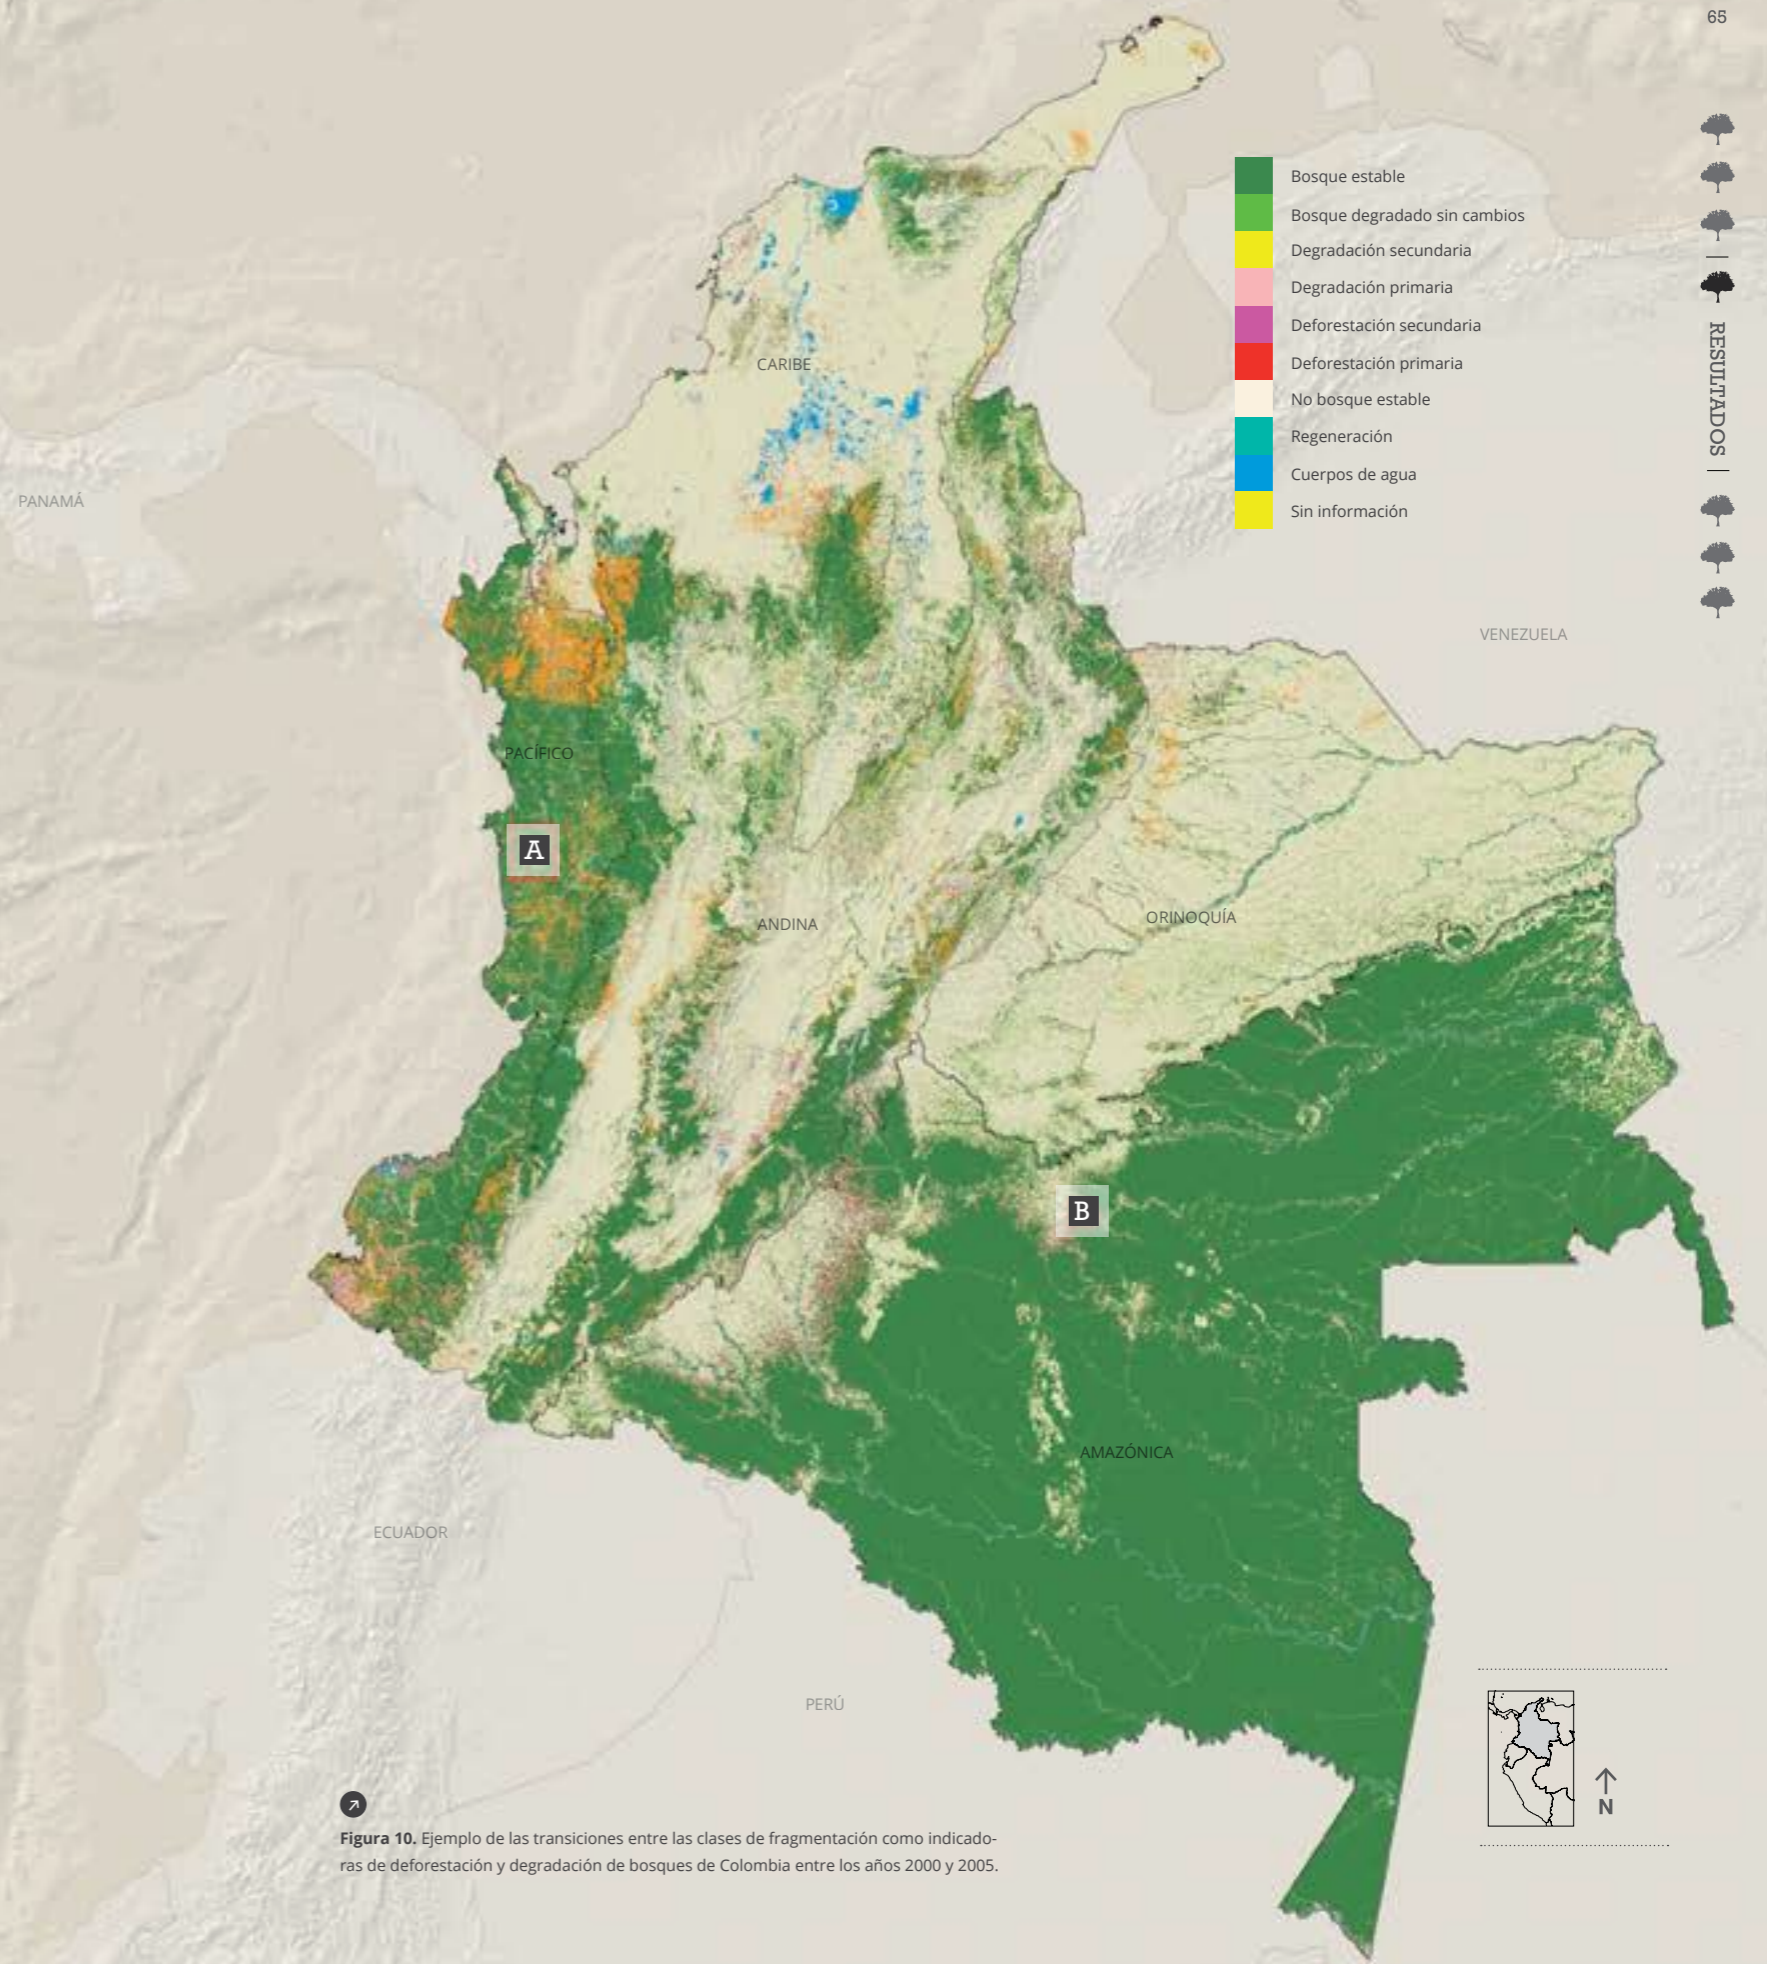 65
Bosque estable
Bosque degradado sin cambios
Degradación secundaria
Degradación primaria
Deforestación secundaria
Deforestación primaria
No bosque estable
Regeneración
Cuerpos de agua
Sin información
RESULTADOS
CARIBE
PANAMÁ
VENEZUELA
PACÍFICO
A
ANDINA
ORINOQUÍA
B
AMAZÓNICA
ECUADOR
PERÚ
N
Figura 10. Ejemplo de las transiciones entre las clases de fragmentación como indicado-
ras de deforestación y degradación de bosques de Colombia entre los años 2000 y 2005.